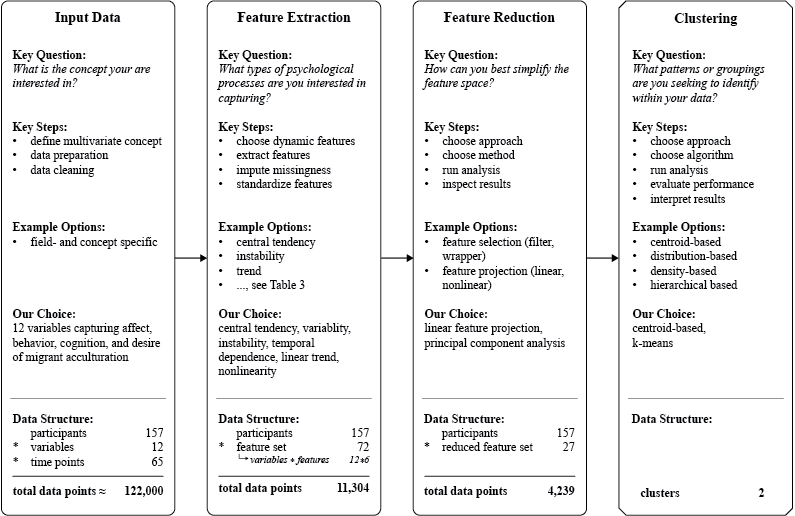 Input Data
Key Question:
What is the concept your are
interested in?
Key Steps:
• define multivariate concept
• data preparation
• data cleaning
Example Options:
• field- and concept specific
Our Choice:
12 variables capturing affect,
behavior, cognition, and desire
of migrant acculturation
Data Structure:
participants 157
* variables 12
* time points 65
total data points ≈ 122,000
Feature Extraction
Key Question:
What types of psychological
processes are you interested in
capturing?
Key Steps:
• choose dynamic features
• extract features
• impute missingness
• standardize features
Example Options:
• central tendency
• instability
• trend
• ..., see Table 3
Our Choice:
central tendency, variablity,
instability, temporal
dependence, linear trend,
nonlinearity
Data Structure:
participants 157
* feature set 72
↳ variables * features 12*6
total data points 11,304
Feature Reduction
Key Question:
How can you best simplify the
feature space?
Key Steps:
• choose approach
• choose method
• run analysis
• inspect results
Example Options:
• feature selection (filter,
wrapper)
• feature projection (linear,
nonlinear)
Our Choice:
linear feature projection,
principal component analysis
Data Structure:
participants 157
* reduced feature set 27
total data points 4,239
Clustering
Key Question:
What patterns or groupings
are you seeking to identify
within your data?
Key Steps:
• choose approach
• choose algorithm
• run analysis
• evaluate performance
• interpret results
Example Options:
• centroid-based
• distribution-based
• density-based
• hierarchical based
Our Choice:
centroid-based,
k-means
Data Structure:
clusters 2